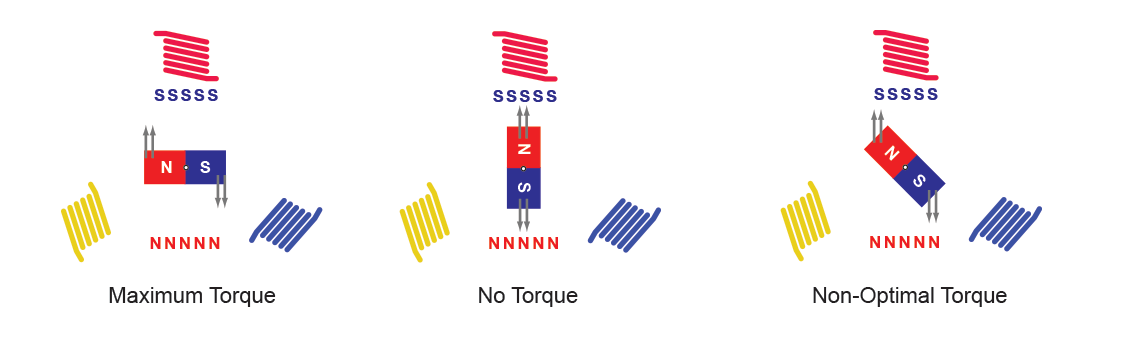 SSSSS
SSSSS
SSSSS
N S
N
S
N
S
NNNNN
NNNNN
NNNNN
Maximum Torque
No Torque
Non-Optimal Torque